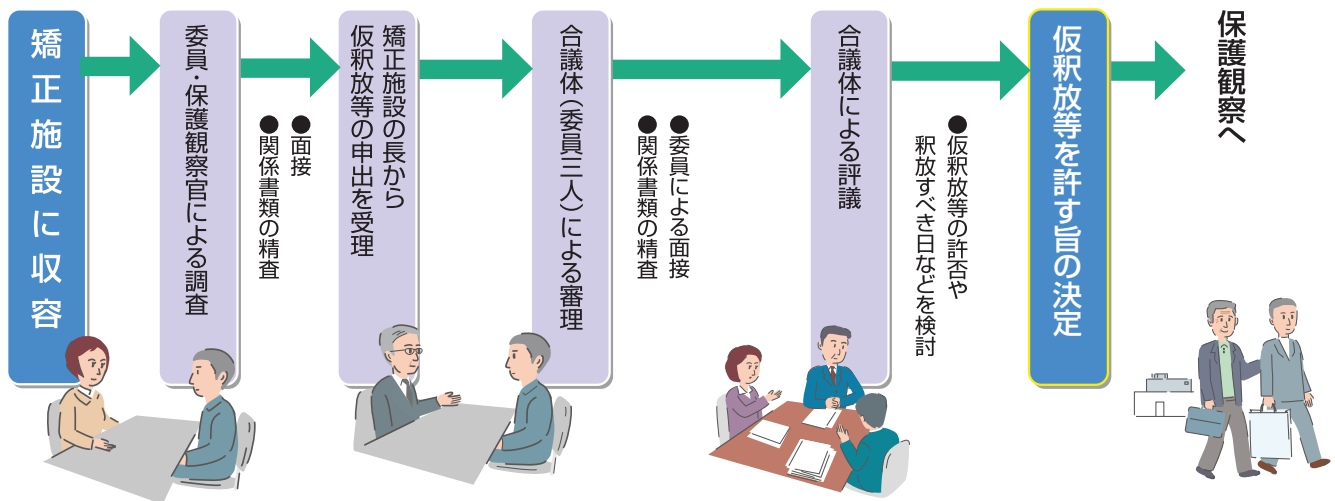 矯正施設に収容
委員・保護観察官による調査
●面接
●関係書類の精査
矯正施設の長から
仮釈放等の申出を受理
合議体（委員三人）による審理
●委員による面接
●関係書類の精査
合議体による評議
●仮釈放等の許否や
釈放すべき日などを検討
仮釈放等を許す旨の決定
保護観察へ